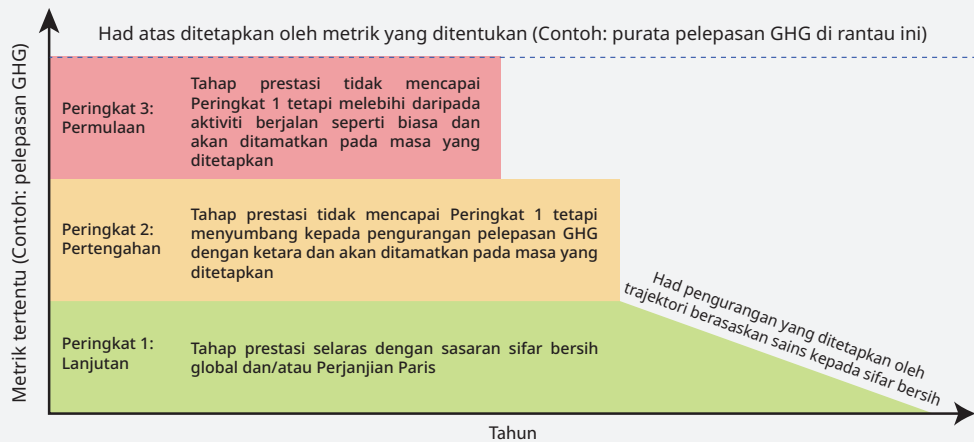 Had atas ditetapkan oleh metrik yang ditentukan (Contoh: purata pelepasan GHG di rantau ini)
Metrik tertentu (Contoh: pelepasan GHG)
Peringkat 3:
Permulaan
Tahap prestasi tidak mencapai
Peringkat 1 tetapi melebihi daripada
aktiviti berjalan seperti biasa dan
akan ditamatkan pada masa yang
ditetapkan
Peringkat 2:
Pertengahan
Tahap prestasi tidak mencapai Peringkat 1 tetapi
menyumbang kepada pengurangan pelepasan GHG
dengan ketara dan akan ditamatkan pada masa yang
ditetapkan
Peringkat 1:
Lanjutan
Tahap prestasi selaras dengan sasaran sifar bersih
global dan/atau Perjanjian Paris
Had pengurangan yang ditetapkan oleh
trajektori berasaskan sains kepada sifar bersih
Tahun